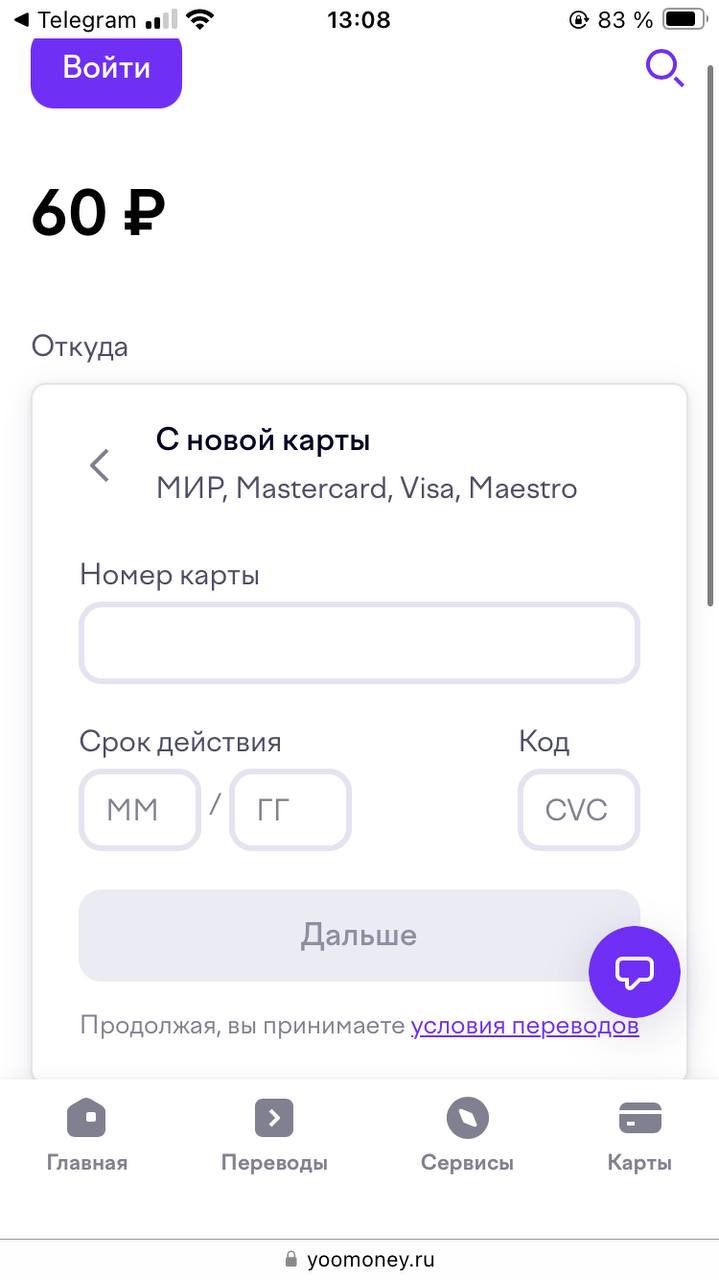 Telegram 13:08 83 %
Войти
60 ₽
Откуда
С новой карты
МИР, Mastercard, Visa, Maestro
Номер карты
Срок действия Код
ММ / ГГ CVC
Дальше
Продолжая, вы принимаете условия переводов
Главная Переводы Сервисы Карты
yoomoney.ru